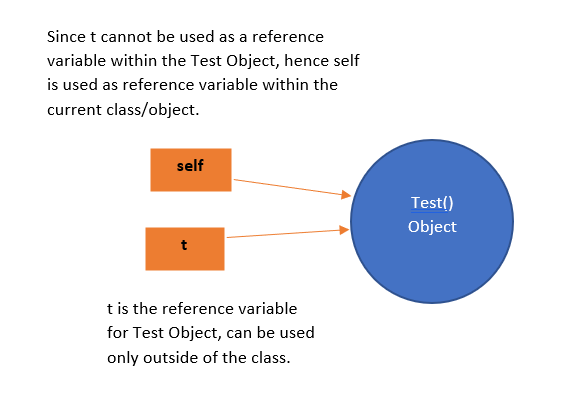 Since t cannot be used as a reference
variable within the Test Object, hence self
is used as reference variable within the
current class/object.
self
Test()
Object
t
t is the reference variable
for Test Object, can be used
only outside of the class.